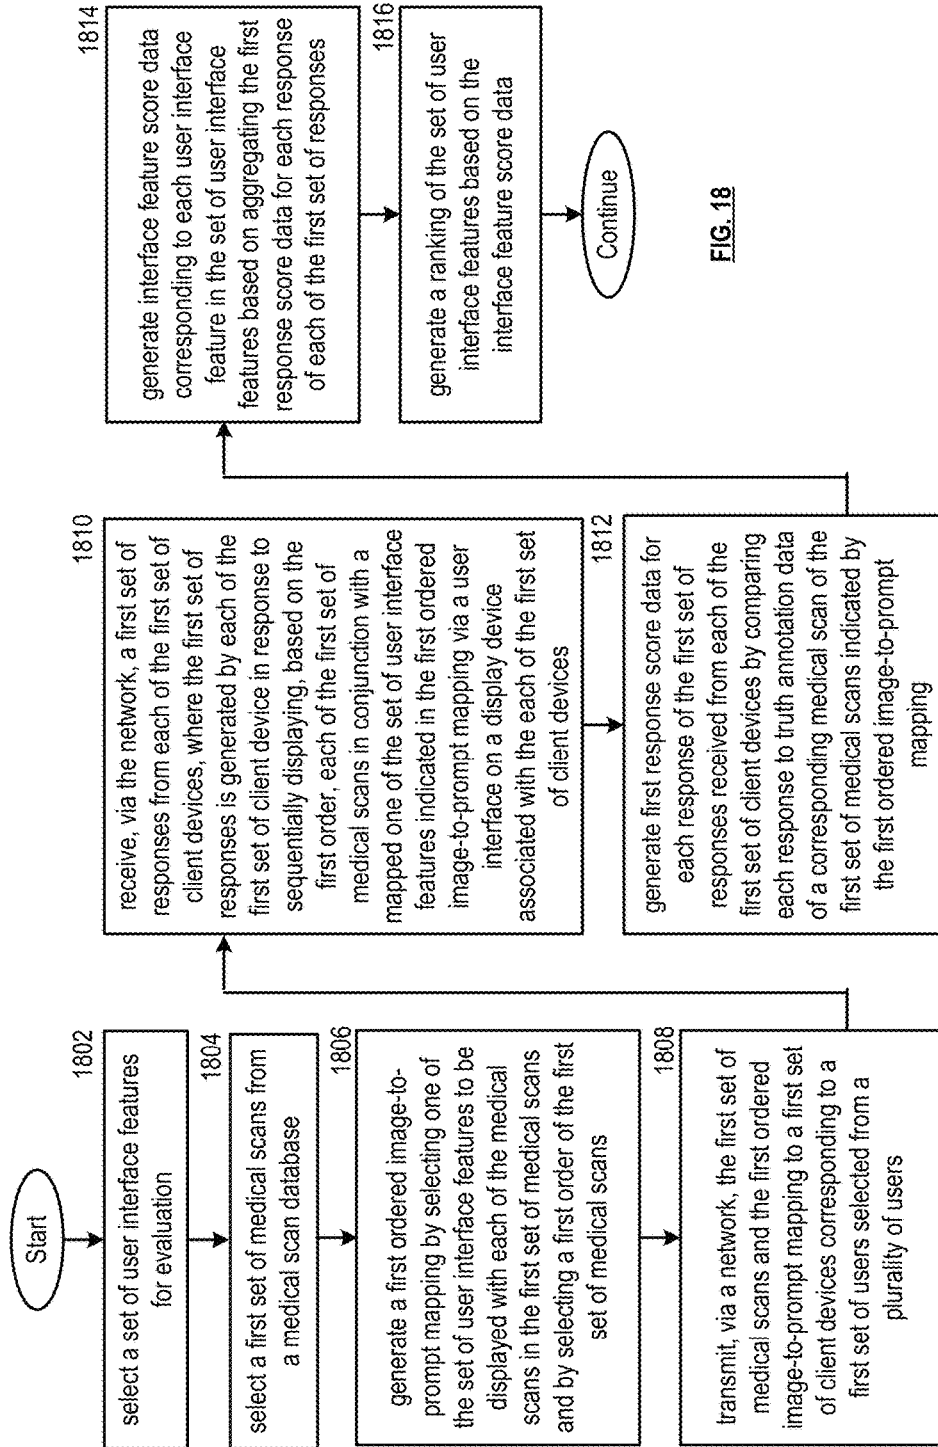 Start
1802
select a set of user interface features
for evaluation
1804
select a first set of medical scans from
a medical scan database
1806
generate a first ordered image-to-
prompt mapping by selecting one of
the set of user interface features to be
displayed with each of the medical
scans in the first set of medical scans
and by selecting a first order of the first
set of medical scans
1808
transmit, via a network, the first set of
medical scans and the first ordered
image-to-prompt mapping to a first set
of client devices corresponding to a
first set of users selected from a
plurality of users
1810
receive, via the network, a first set of
responses from each of the first set of
client devices, where the first set of
responses is generated by each of the
first set of client device in response to
sequentially displaying, based on the
first order, each of the first set of
medical scans in conjunction with a
mapped one of the set of user interface
features indicated in the first ordered
image-to-prompt mapping via a user
interface on a display device
associated with the each of the first set
of client devices
1812
generate first response score data for
each response of the first set of
responses received from each of the
first set of client devices by comparing
each response to truth annotation data
of a corresponding medical scan of the
first set of medical scans indicated by
the first ordered image-to-prompt
mapping
1814
generate interface feature score data
corresponding to each user interface
feature in the set of user interface
features based on aggregating the first
response score data for each response
of each of the first set of responses
1816
generate a ranking of the set of user
interface features based on the
interface feature score data
Continue
FIG. 18